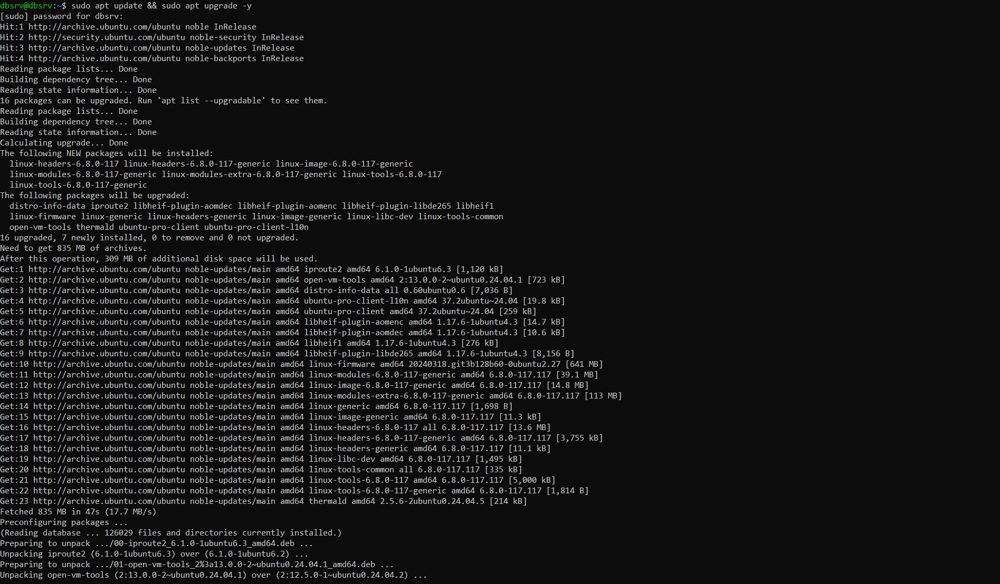 dbsrv@dbsrv:~$ sudo apt update && sudo apt upgrade -y
[sudo] password for dbsrv:
Hit:1 http://archive.ubuntu.com/ubuntu noble InRelease
Hit:2 http://security.ubuntu.com/ubuntu noble-security InRelease
Hit:3 http://archive.ubuntu.com/ubuntu noble-updates InRelease
Hit:4 http://archive.ubuntu.com/ubuntu noble-backports InRelease
Reading package lists... Done
Building dependency tree... Done
Reading state information... Done
16 packages can be upgraded. Run 'apt list --upgradable' to see them.
Reading package lists... Done
Building dependency tree... Done
Reading state information... Done
Calculating upgrade... Done
The following NEW packages will be installed:
  linux-headers-6.8.0-117 linux-headers-6.8.0-117-generic linux-image-6.8.0-117-generic
  linux-modules-6.8.0-117-generic linux-modules-extra-6.8.0-117-generic linux-tools-6.8.0-117
  linux-tools-6.8.0-117-generic
The following packages will be upgraded:
  distro-info-data iproute2 libheif-plugin-aomdec libheif-plugin-aomenc libheif-plugin-libde265 libheif1
  linux-firmware linux-generic linux-headers-generic linux-image-generic linux-libc-dev linux-tools-common
  open-vm-tools thermald ubuntu-pro-client ubuntu-pro-client-l10n
16 upgraded, 7 newly installed, 0 to remove and 0 not upgraded.
Need to get 835 MB of archives.
After this operation, 309 MB of additional disk space will be used.
Get:1 http://archive.ubuntu.com/ubuntu noble-updates/main amd64 iproute2 amd64 6.1.0-1ubuntu6.3 [1,120 kB]
Get:2 http://archive.ubuntu.com/ubuntu noble-updates/main amd64 open-vm-tools amd64 2:13.0.0-2~ubuntu0.24.04.1 [723 kB]
Get:3 http://archive.ubuntu.com/ubuntu noble-updates/main amd64 distro-info-data all 0.60ubuntu0.6 [7,036 B]
Get:4 http://archive.ubuntu.com/ubuntu noble-updates/main amd64 ubuntu-pro-client-l10n amd64 37.2ubuntu~24.04 [19.8 kB]
Get:5 http://archive.ubuntu.com/ubuntu noble-updates/main amd64 ubuntu-pro-client amd64 37.2ubuntu~24.04 [259 kB]
Get:6 http://archive.ubuntu.com/ubuntu noble-updates/main amd64 libheif-plugin-aomenc amd64 1.17.6-1ubuntu4.3 [14.7 kB]
Get:7 http://archive.ubuntu.com/ubuntu noble-updates/main amd64 libheif-plugin-aomdec amd64 1.17.6-1ubuntu4.3 [10.6 kB]
Get:8 http://archive.ubuntu.com/ubuntu noble-updates/main amd64 libheif1 amd64 1.17.6-1ubuntu4.3 [276 kB]
Get:9 http://archive.ubuntu.com/ubuntu noble-updates/main amd64 libheif-plugin-libde265 amd64 1.17.6-1ubuntu4.3 [8,156 B]
Get:10 http://archive.ubuntu.com/ubuntu noble-updates/main amd64 linux-firmware amd64 20240318.git3b128b60-0ubuntu2.27 [641 MB]
Get:11 http://archive.ubuntu.com/ubuntu noble-updates/main amd64 linux-modules-6.8.0-117-generic amd64 6.8.0-117.117 [39.1 MB]
Get:12 http://archive.ubuntu.com/ubuntu noble-updates/main amd64 linux-image-6.8.0-117-generic amd64 6.8.0-117.117 [14.8 MB]
Get:13 http://archive.ubuntu.com/ubuntu noble-updates/main amd64 linux-modules-extra-6.8.0-117-generic amd64 6.8.0-117.117 [113 MB]
Get:14 http://archive.ubuntu.com/ubuntu noble-updates/main amd64 linux-generic amd64 6.8.0-117.117 [1,698 B]
Get:15 http://archive.ubuntu.com/ubuntu noble-updates/main amd64 linux-image-generic amd64 6.8.0-117.117 [11.3 kB]
Get:16 http://archive.ubuntu.com/ubuntu noble-updates/main amd64 linux-headers-6.8.0-117 all 6.8.0-117.117 [13.6 MB]
Get:17 http://archive.ubuntu.com/ubuntu noble-updates/main amd64 linux-headers-6.8.0-117-generic amd64 6.8.0-117.117 [3,755 kB]
Get:18 http://archive.ubuntu.com/ubuntu noble-updates/main amd64 linux-headers-generic amd64 6.8.0-117.117 [11.1 kB]
Get:19 http://archive.ubuntu.com/ubuntu noble-updates/main amd64 linux-libc-dev amd64 6.8.0-117.117 [1,495 kB]
Get:20 http://archive.ubuntu.com/ubuntu noble-updates/main amd64 linux-tools-common all 6.8.0-117.117 [335 kB]
Get:21 http://archive.ubuntu.com/ubuntu noble-updates/main amd64 linux-tools-6.8.0-117 amd64 6.8.0-117.117 [5,000 kB]
Get:22 http://archive.ubuntu.com/ubuntu noble-updates/main amd64 linux-tools-6.8.0-117-generic amd64 6.8.0-117.117 [1,814 B]
Get:23 http://archive.ubuntu.com/ubuntu noble-updates/main amd64 thermald amd64 2.5.6-2ubuntu0.24.04.5 [214 kB]
Fetched 835 MB in 47s (17.7 MB/s)
Preconfiguring packages ...
(Reading database ... 126029 files and directories currently installed.)
Preparing to unpack .../00-iproute2_6.1.0-1ubuntu6.3_amd64.deb ...
Unpacking iproute2 (6.1.0-1ubuntu6.3) over (6.1.0-1ubuntu6.2) ...
Preparing to unpack .../01-open-vm-tools_2%3a13.0.0-2~ubuntu0.24.04.1_amd64.deb ...
Unpacking open-vm-tools (2:13.0.0-2~ubuntu0.24.04.1) over (2:12.5.0-1~ubuntu0.24.04.2) ...